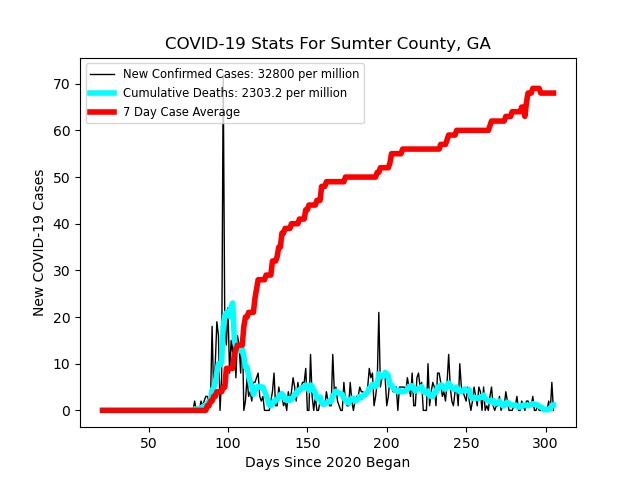 COVID-19 Stats For Sumter County, GA
New Confirmed Cases: 32800 per million
Cumulative Deaths: 2303.2 per million
7 Day Case Average
New COVID-19 Cases
70
60
50
40
30
20
10
0
50 100 150 200 250 300
Days Since 2020 Began